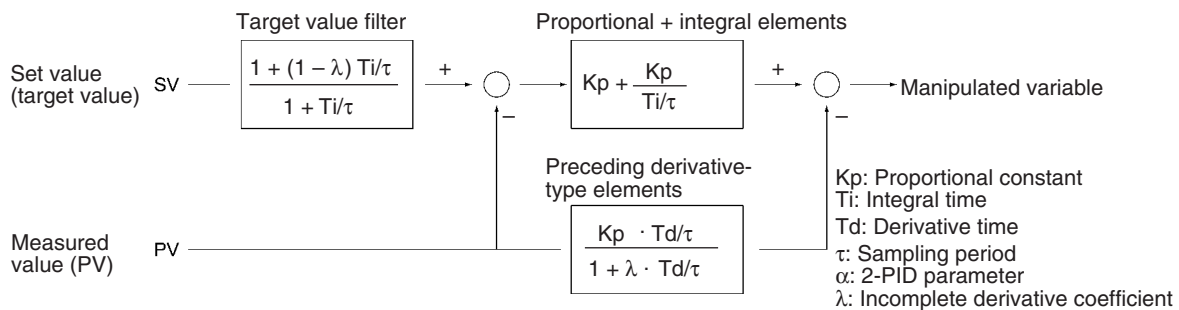 Target value filter
Proportional + integral elements
Set value
(target value)
SV
1 + (1 – λ) Ti/τ
1 + Ti/τ
+
–
Kp + Kp
Ti/τ
+
–
Manipulated variable
Preceding derivative-
type elements
Measured
value (PV)
PV
Kp · Td/τ
1 + λ · Td/τ
Kp: Proportional constant
Ti: Integral time
Td: Derivative time
τ: Sampling period
α: 2-PID parameter
λ: Incomplete derivative coefficient